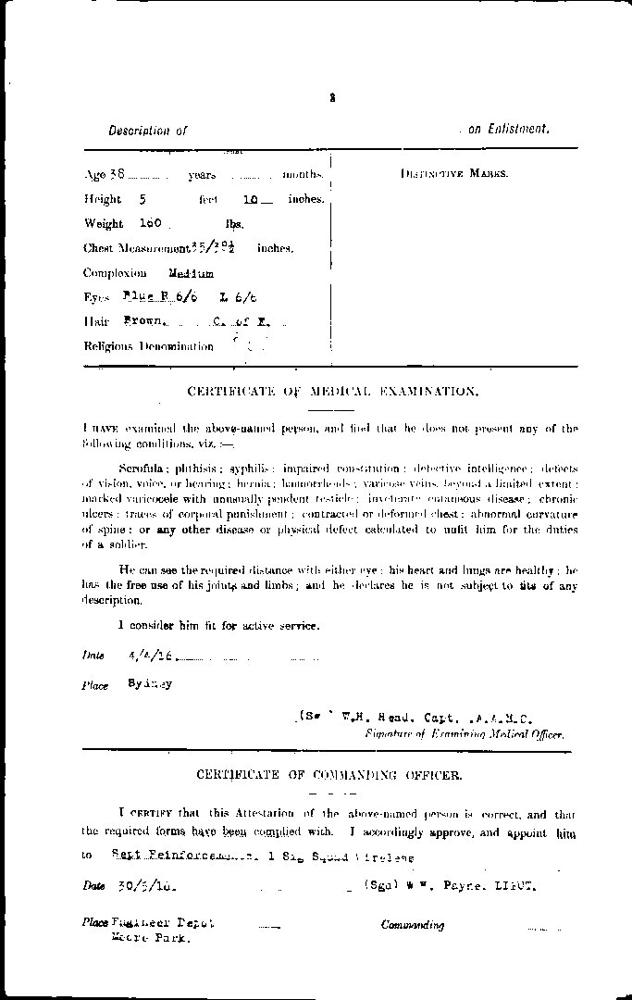 3
Description of on Enlistment.
Age 38 years months.
Height 5 feet 10 inches.
Weight 160 lbs.
Chest Measurement 35/39½ inches.
Complexion Medium
Eyes Blue R 6/6 L 6/6
Hair Brown. C. of E.
Religious Denomination
DISTINCTIVE MARKS.
CERTIFICATE OF MEDICAL EXAMINATION.
I HAVE examined the above-named person, and find that he does not present any of the
following conditions, viz. :—
Scrofula; phthisis; syphilis; impaired constitution; defective intelligence; defects
of vision, voice, or hearing; hernia; hæmorrhoids; varicose veins, beyond a limited extent;
marked varicocele with unusually pendent testicle; inveterate cutaneous disease; chronic
ulcers; traces of corporal punishment; contracted or deformed chest; abnormal curvature
of spine; or any other disease or physical defect calculated to unfit him for the duties
of a soldier.
He can see the required distance with either eye; his heart and lungs are healthy; he
has the free use of his joints and limbs; and he declares he is not subject to fits of any
description.
I consider him fit for active service.
Date 4/4/16
Place Sydney
W.H. Head. Capt. .A.A.M.C.
Signature of Examining Medical Officer.
CERTIFICATE OF COMMANDING OFFICER.
I CERTIFY that this Attestation of the above-named person is correct, and that
the required forms have been complied with. I accordingly approve, and appoint him
to Sept Reinforcements. 1 Sig Squad Wireless
Date 30/5/16.
(Sgd) W W. Payne. LIEUT.
Place Engineer Depot
Moore Park.
Commanding